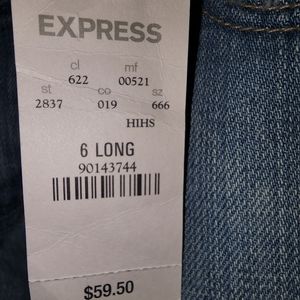 EXPRESS
cl mf
622 00521
st co sz
2837 019 666
HIHS
6 LONG
90143744
$59.50